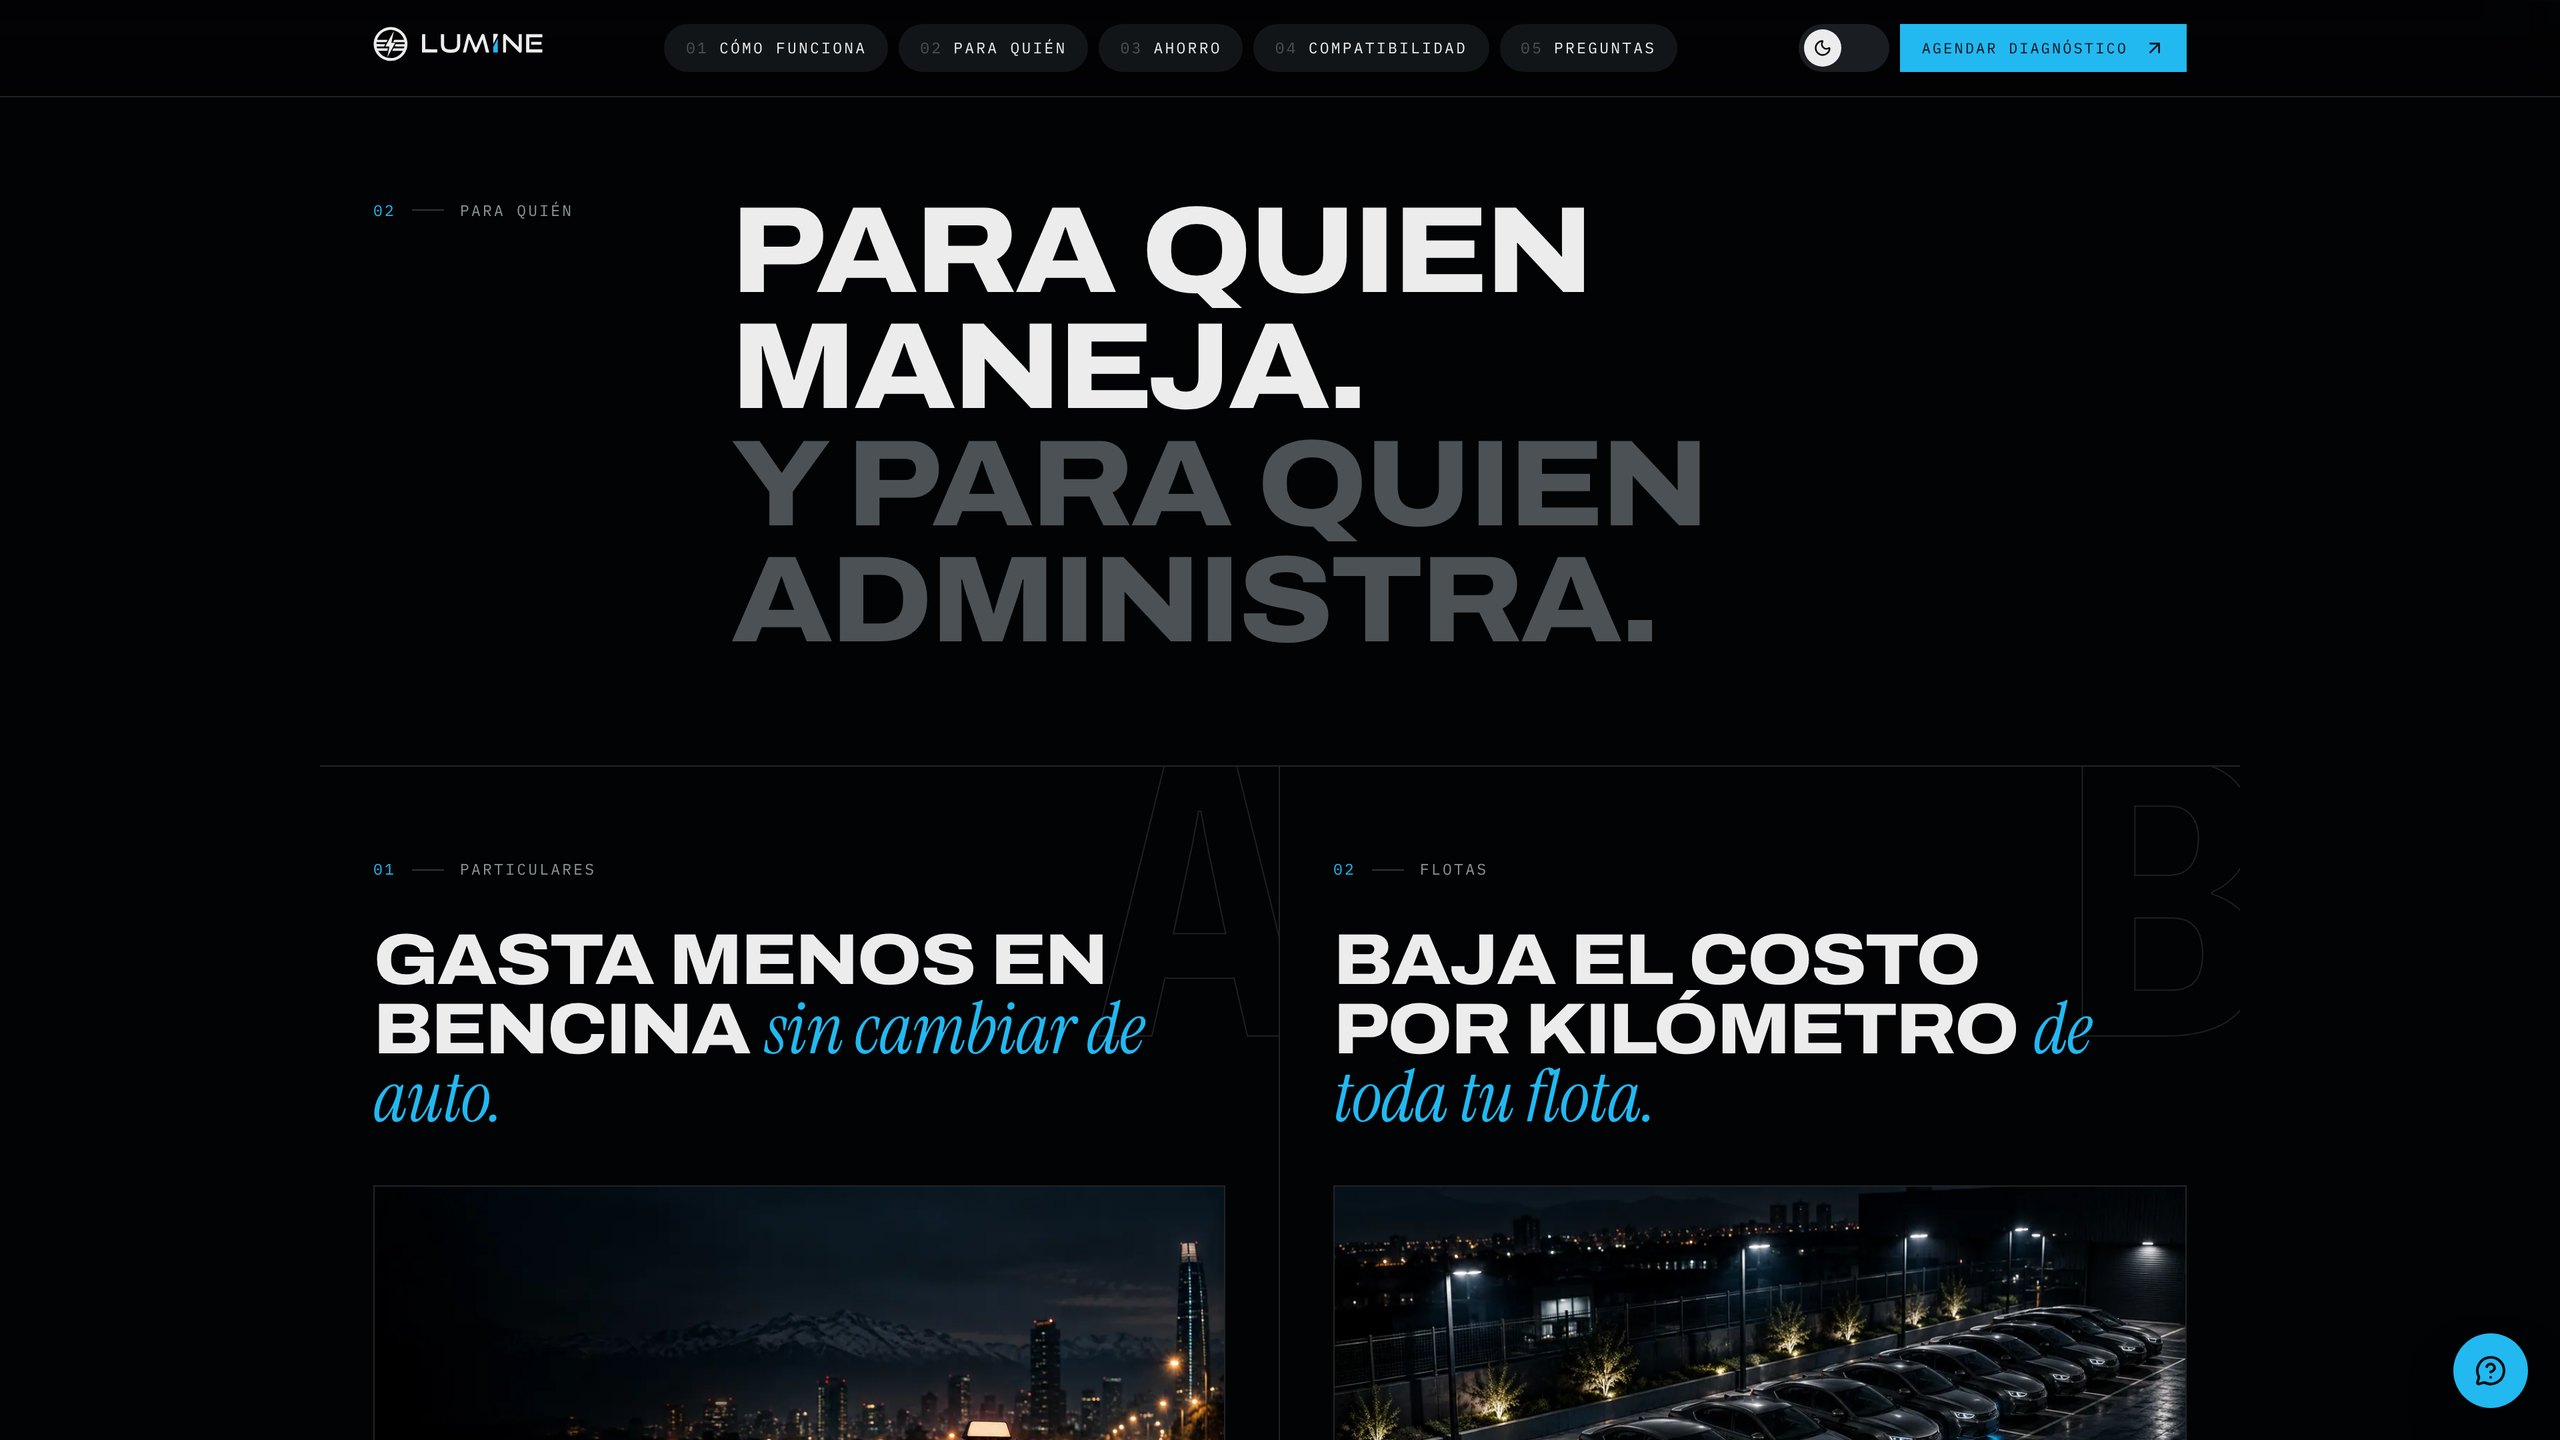 LUMINE
01 CÓMO FUNCIONA
02 PARA QUIÉN
03 AHORRO
04 COMPATIBILIDAD
05 PREGUNTAS
AGENDAR DIAGNÓSTICO
02 PARA QUIÉN
PARA QUIEN
MANEJA.
Y PARA QUIEN
ADMINISTRA.
A
01 PARTICULARES
GASTA MENOS EN
BENCINA sin cambiar de
auto.
B
02 FLOTAS
BAJA EL COSTO
POR KILÓMETRO de
toda tu flota.